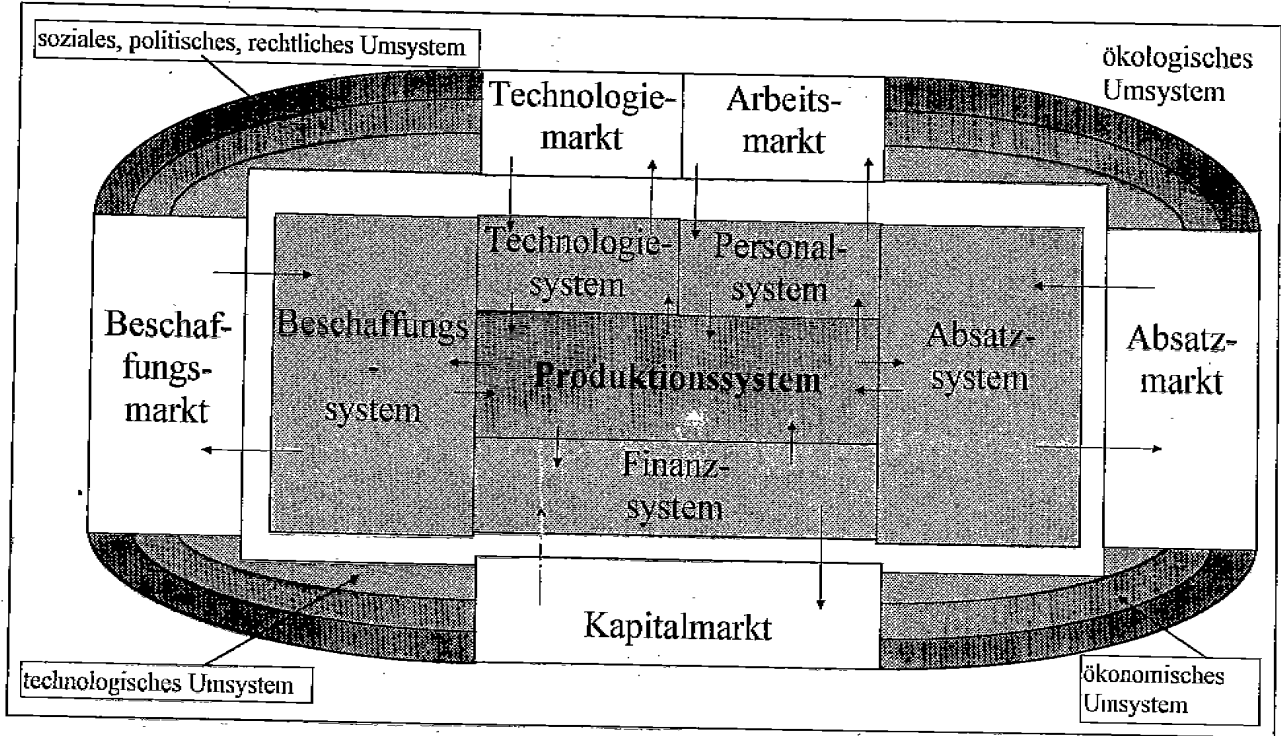 soziales, politisches, rechtliches Umsystem
ökologisches
Umsystem
Technologie-
markt
Arbeits-
markt
Technologie-
system
Personal-
system
Beschaf-
fungs-
markt
Beschaffungs
-
system
Produktionssystem
Absatz-
system
Absatz-
markt
Finanz-
system
Kapitalmarkt
technologisches Umsystem
ökonomisches
Umsystem